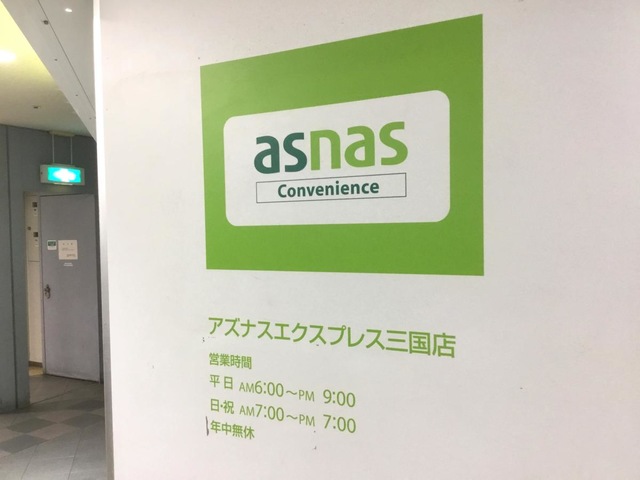 asnas
Convenience
アズナスエクスプレス三国店
営業時間
平日 AM6:00〜PM 9:00
日・祝 AM7:00〜PM 7:00
年中無休